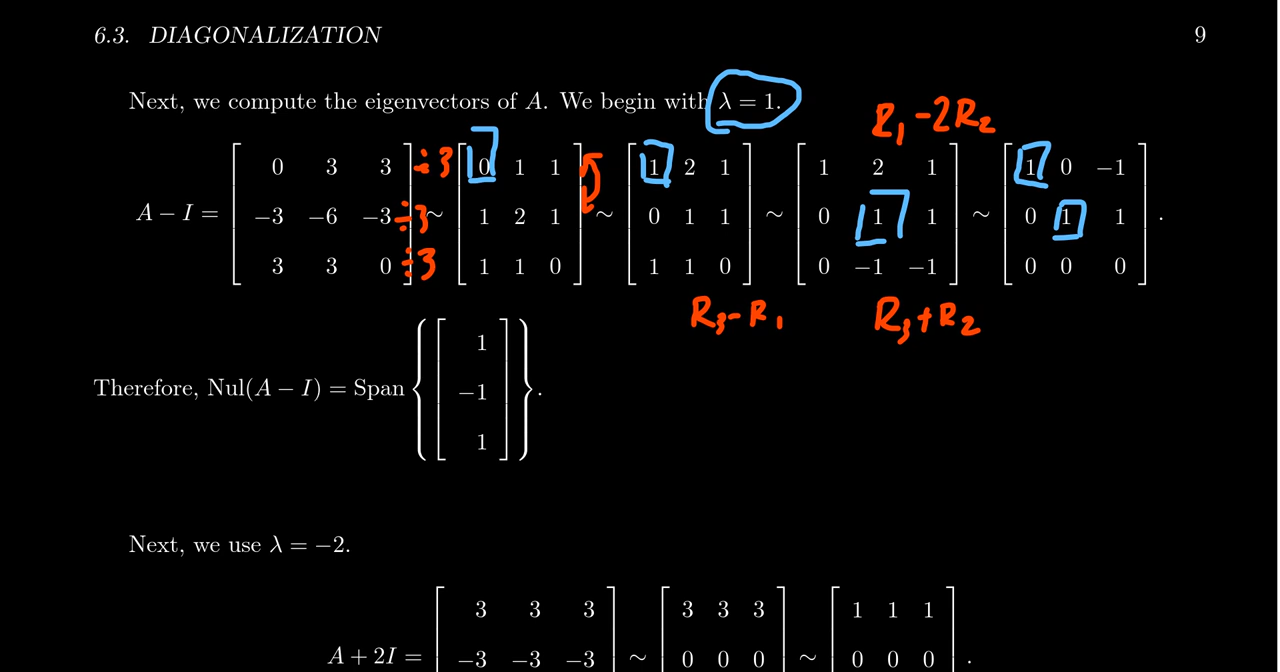 6.3. DIAGONALIZATION 9
Next, we compute the eigenvectors of A. We begin with λ = 1.
R₁ -2R₂
A − I = [ 0 3 3 ; −3 −6 −3 ; 3 3 0 ] ÷3 ÷3 ÷3 ~ [ 0 1 1 ; 1 2 1 ; 1 1 0 ] ~ [ 1 2 1 ; 0 1 1 ; 1 1 0 ] ~ [ 1 2 1 ; 0 1 1 ; 0 −1 −1 ] ~ [ 1 0 −1 ; 0 1 1 ; 0 0 0 ] .
R₃-R₁ R₃+R₂
Therefore, Nul(A − I) = Span { [ 1 ; −1 ; 1 ] } .
Next, we use λ = −2.
A + 2I = [ 3 3 3 ; −3 −3 −3 ~ [ 3 3 3 ; 0 0 0 ~ [ 1 1 1 ; 0 0 0 .